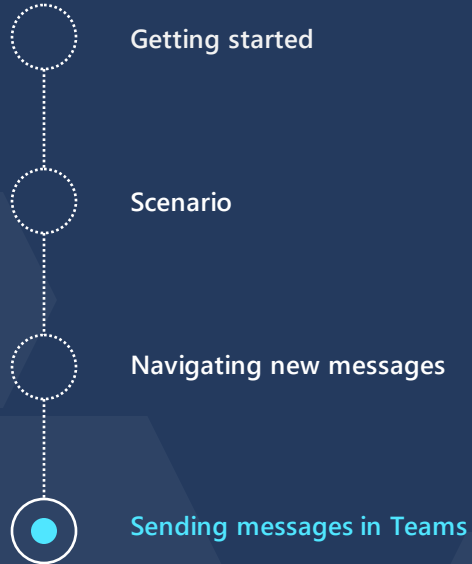 Getting started
Scenario
Navigating new messages
Sending messages in Teams